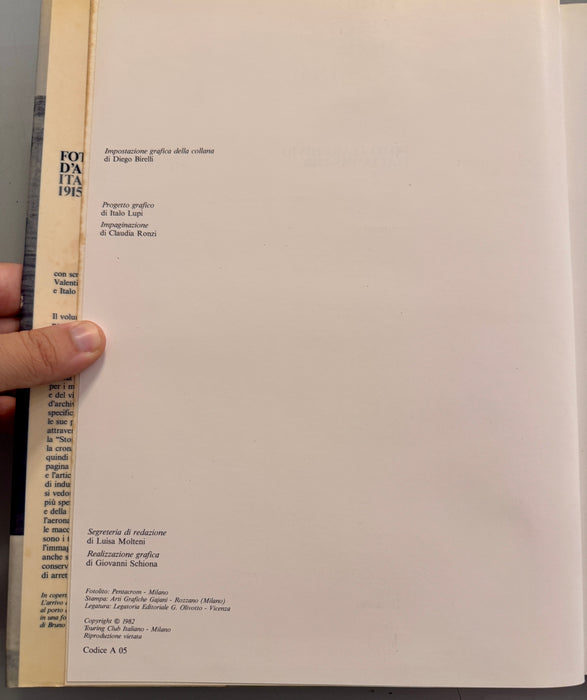 Impostazione grafica della collana
di Diego Birelli
Progetto grafico
di Italo Lupi
Impaginazione
di Claudia Ronzi
Segreteria di redazione
di Luisa Molteni
Realizzazione grafica
di Giovanni Schiona
Fotolito: Pentacrom - Milano
Stampa: Arti Grafiche Gajani - Rozzano (Milano)
Legatura: Legatoria Editoriale G. Olivotto - Vicenza
Copyright © 1982
Touring Club Italiano - Milano
Riproduzione vietata
Codice A 05
FOT
D'A
ITA
1915
con scr
Valenti
e Italo
Il volu
per i m
e del vi
d'archiv
specific
le sue p
attraver
la "Sto
la cron
quindi
pagina
e l'artic
di indu
si vedo
più spe
e della
l'aerona
le macc
sono i t
l'immag
anche s
conserv
di arret
In copert
L'arrivo
al porto
in una fo
di Bruno